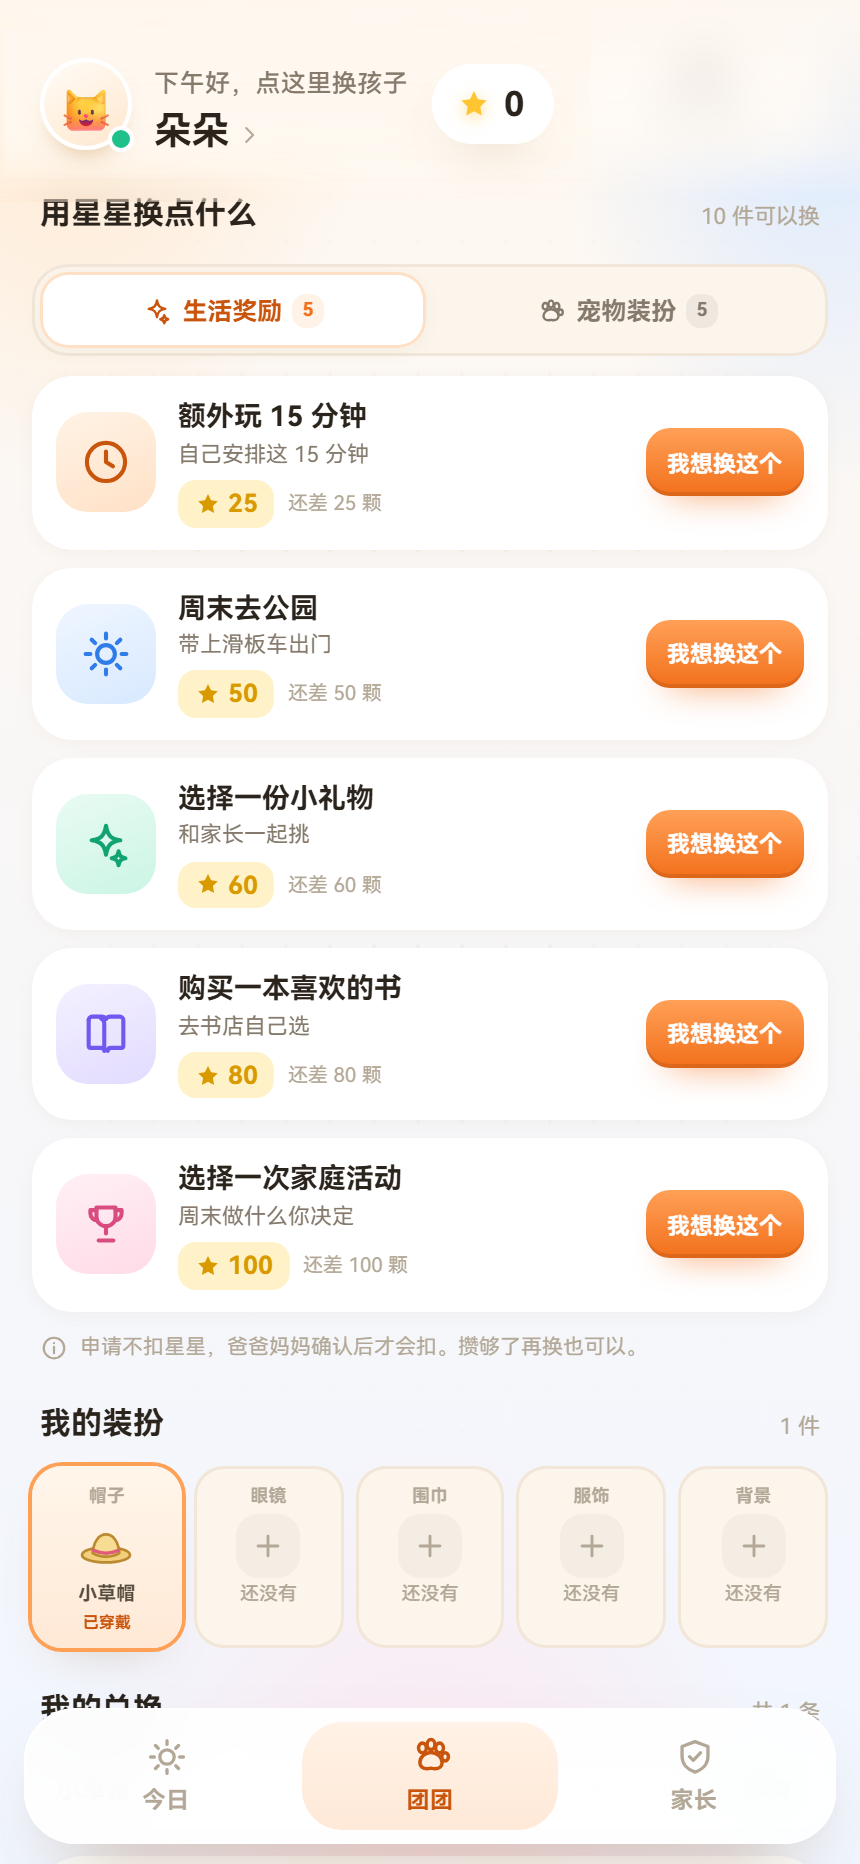 下午好，点这里换孩子
朵朵
0
用星星换点什么
10 件可以换
生活奖励 5
宠物装扮 5
额外玩 15 分钟
自己安排这 15 分钟
25 还差 25 颗
我想换这个
周末去公园
带上滑板车出门
50 还差 50 颗
我想换这个
选择一份小礼物
和家长一起挑
60 还差 60 颗
我想换这个
购买一本喜欢的书
去书店自己选
80 还差 80 颗
我想换这个
选择一次家庭活动
周末做什么你决定
100 还差 100 颗
我想换这个
申请不扣星星，爸爸妈妈确认后才会扣。攒够了再换也可以。
我的装扮
1 件
帽子
小草帽
已穿戴
眼镜
还没有
围巾
还没有
服饰
还没有
背景
还没有
我的兑换
共 1 条
今日
团团
家长